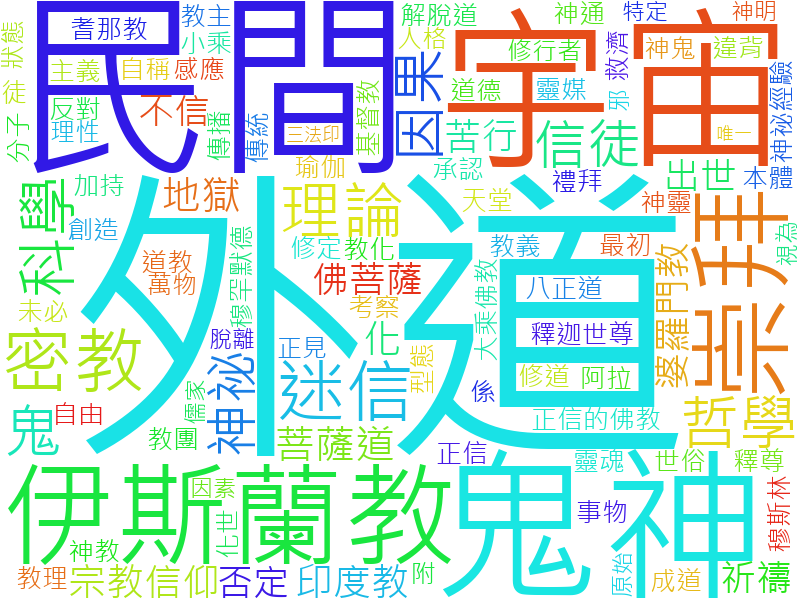 狀態
耆那教
教主
解脫道
神通
特定
神明
民間
小乘
人格
宇宙
修行者
救濟
神鬼
違背
主義
自稱
感應
因果
道德
靈媒
邪
神祕經驗
徒
反對
不信
傳播
傳統
三法印
基督教
苦行
信徒
唯一
分子
理性
瑜伽
承認
出世
本體
科學
加持
地獄
理論
天堂
禮拜
神靈
崇拜
創造
外道
穆罕默德
修定
教化
教義
最初
視為
道教
萬物
佛菩薩
大乘佛教
八正道
婆羅門教
未必
考察
密教
脫離
正見
化
釋迦世尊
神祕
迷信
型態
修道
阿拉
係
鬼
自由
儒家
正信的佛教
哲學
教團
菩薩道
正信
靈魂
世俗
釋尊
伊斯蘭教
鬼神
因素
化世
神教
事物
穆斯林
教理
宗教信仰
否定
印度教
附
原始
成道
祈禱